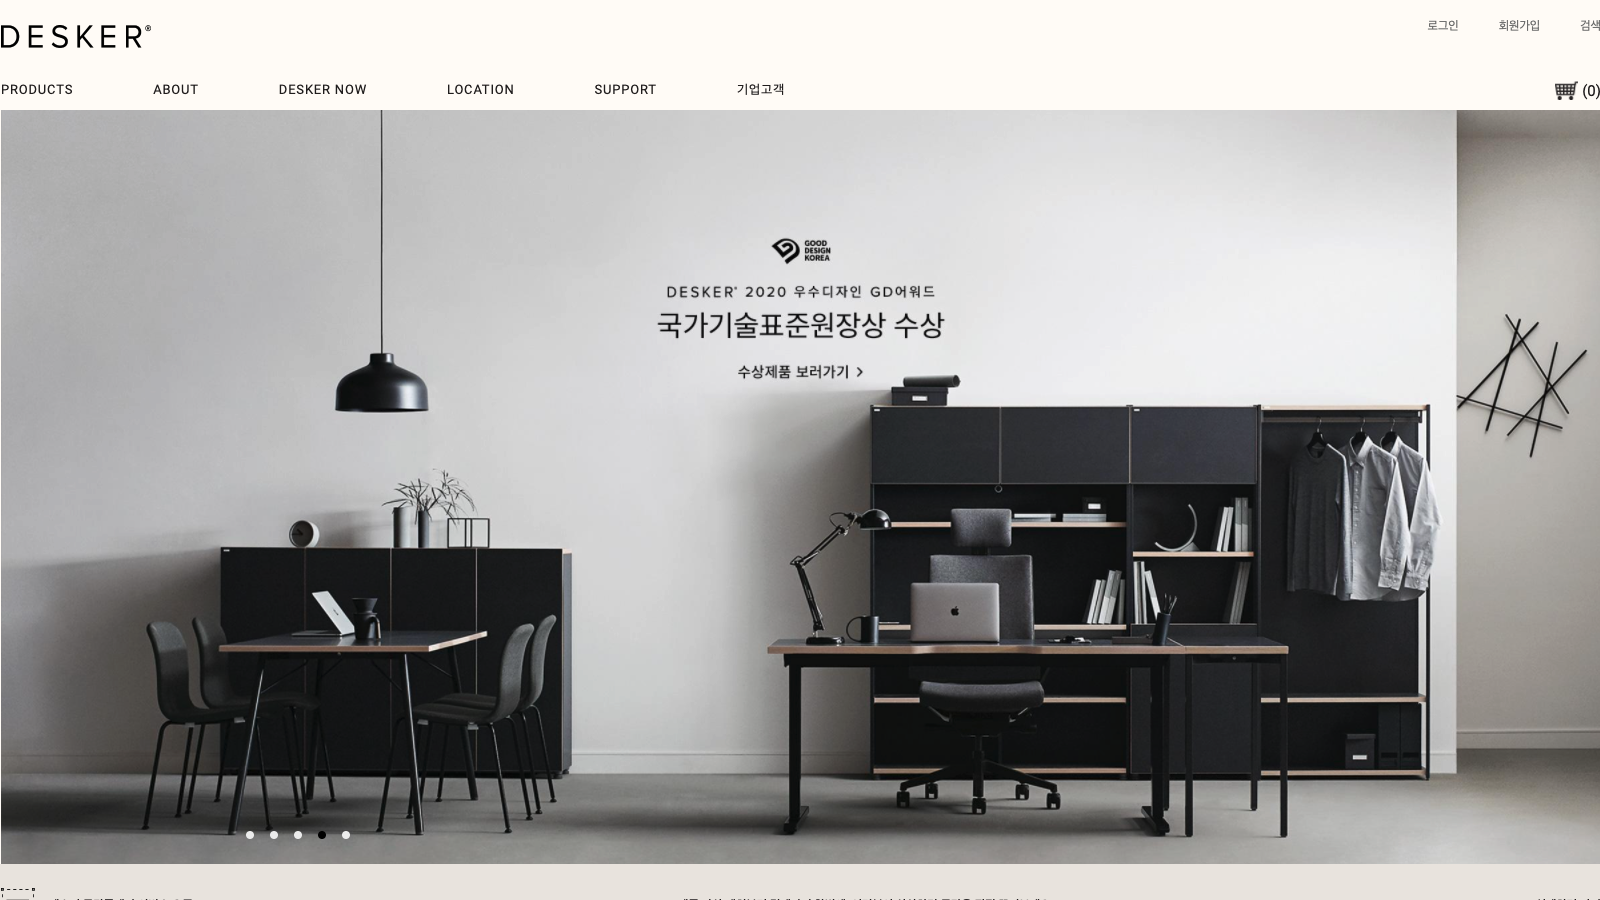 DESKER®
로그인 회원가입 검색
PRODUCTS ABOUT DESKER NOW LOCATION SUPPORT 기업고객 (0)
GOOD
DESIGN
KOREA
DESKER® 2020 우수디자인 GD어워드
국가기술표준원장상 수상
수상제품 보러가기 >